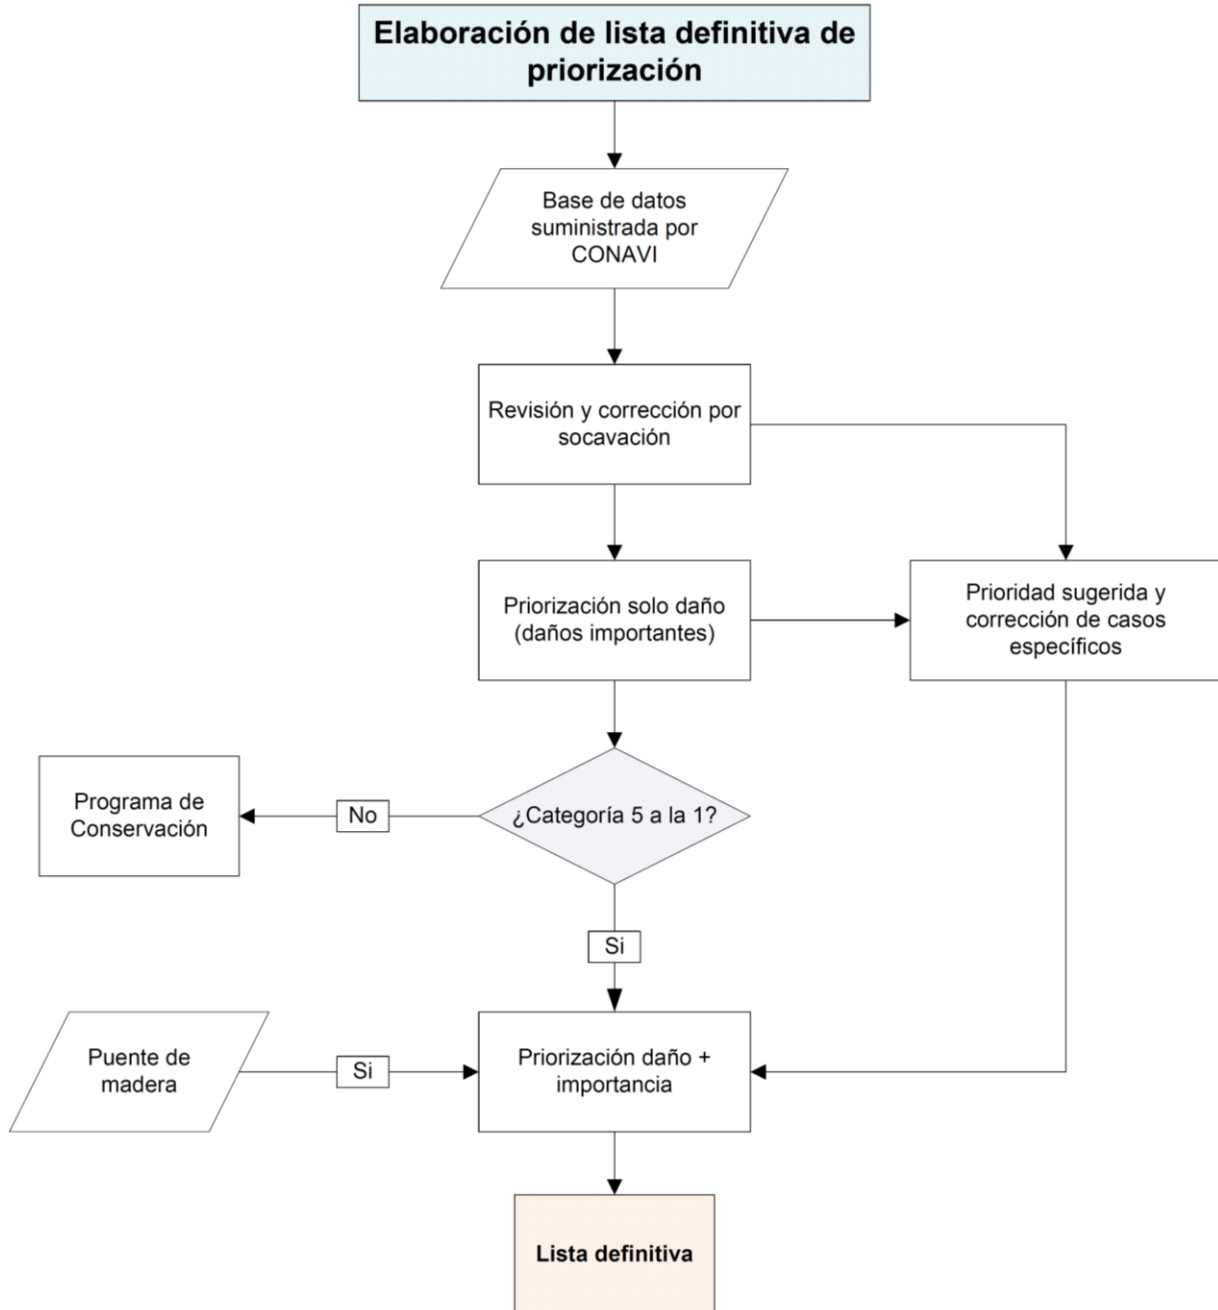 Elaboración de lista definitiva de
priorización
Base de datos
suministrada por
CONAVI
Revisión y corrección por
socavación
Priorización solo daño
(daños importantes)
Prioridad sugerida y
corrección de casos
específicos
Programa de
Conservación
No
¿Categoría 5 a la 1?
Si
Puente de
madera
Si
Priorización daño +
importancia
Lista definitiva